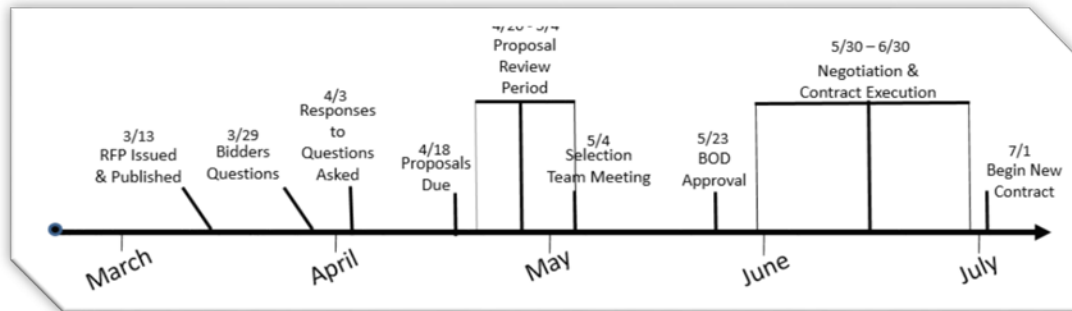 3/13
RFP Issued
& Published
3/29
Bidders
Questions
4/3
Responses
to
Questions
Asked
4/18
Proposals
Due
Proposal
Review
Period
5/4
Selection
Team Meeting
5/23
BOD
Approval
5/30 – 6/30
Negotiation &
Contract Execution
7/1
Begin New
Contract
March
April
May
June
July